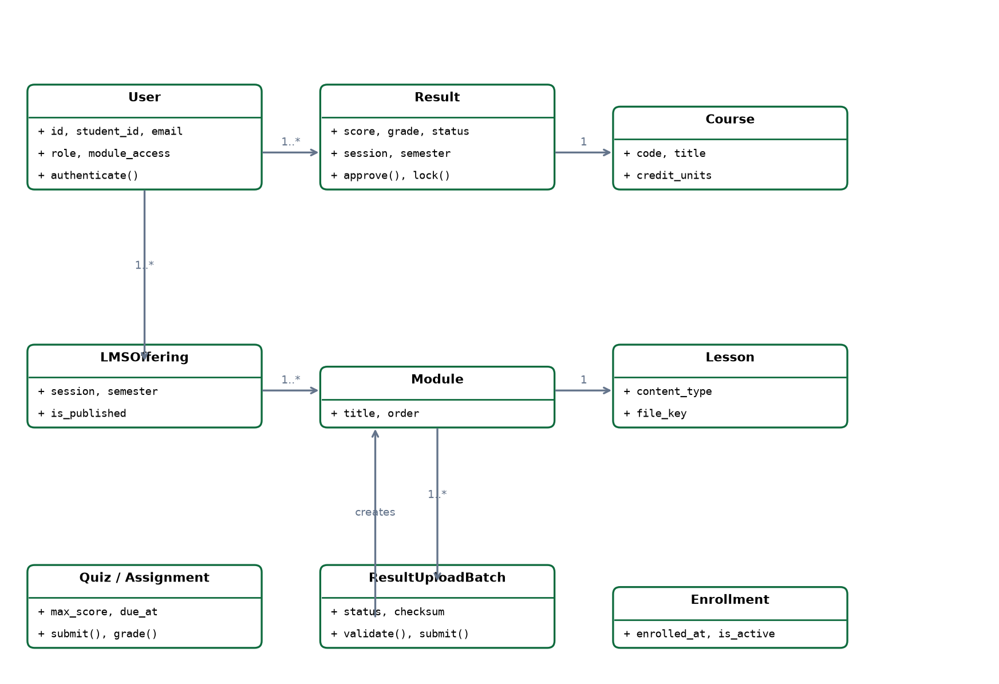 User
+ id, student_id, email
+ role, module_access
+ authenticate()
1..*
Result
+ score, grade, status
+ session, semester
+ approve(), lock()
1
Course
+ code, title
+ credit_units
1..*
LMSOffering
+ session, semester
+ is_published
1..*
Module
+ title, order
1
Lesson
+ content_type
+ file_key
creates
1..*
Quiz / Assignment
+ max_score, due_at
+ submit(), grade()
ResultUploadBatch
+ status, checksum
+ validate(), submit()
Enrollment
+ enrolled_at, is_active